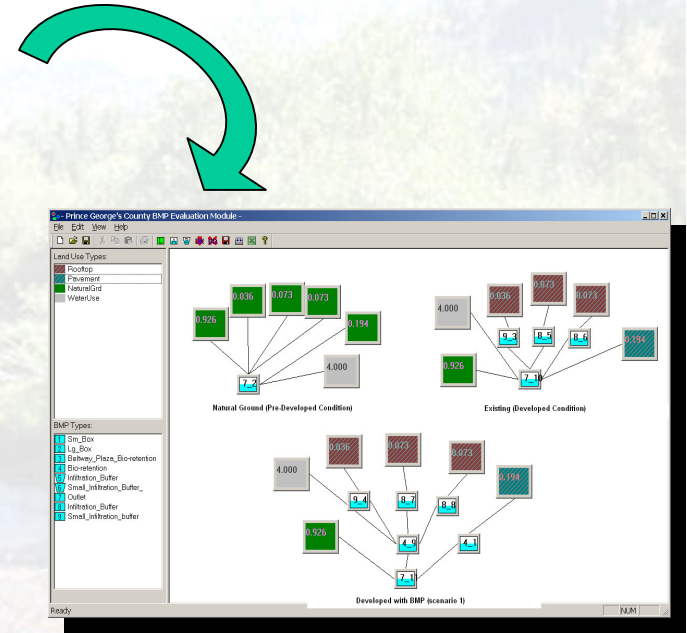 - Prince George's County BMP Evaluation Module -
File Edit View Help
Land Use Types:
Rooftop
Pavement
NaturalGrd
WaterUse
BMP Types:
1 Sm_Box
2 Lg_Box
3 Beltway_Plaza_Bio-retention
4 Bio-retention
5 Infiltration_Buffer
6 Small_Infiltration_Buffer_
7 Outlet
8 Infiltration_Buffer
9 Small_Infiltration_buffer
0.926
0.036
0.073
0.073
0.194
4.000
7_2
Natural Ground (Pre-Developed Condition)
4.000
0.036
0.073
0.073
0.194
9_3
8_5
8_6
0.926
7_10
Existing (Developed Condition)
4.000
0.036
0.073
0.073
0.194
9_4
8_7
8_8
0.926
4_9
4_1
7_11
Developed with BMP (scenario 1)
Ready
NUM